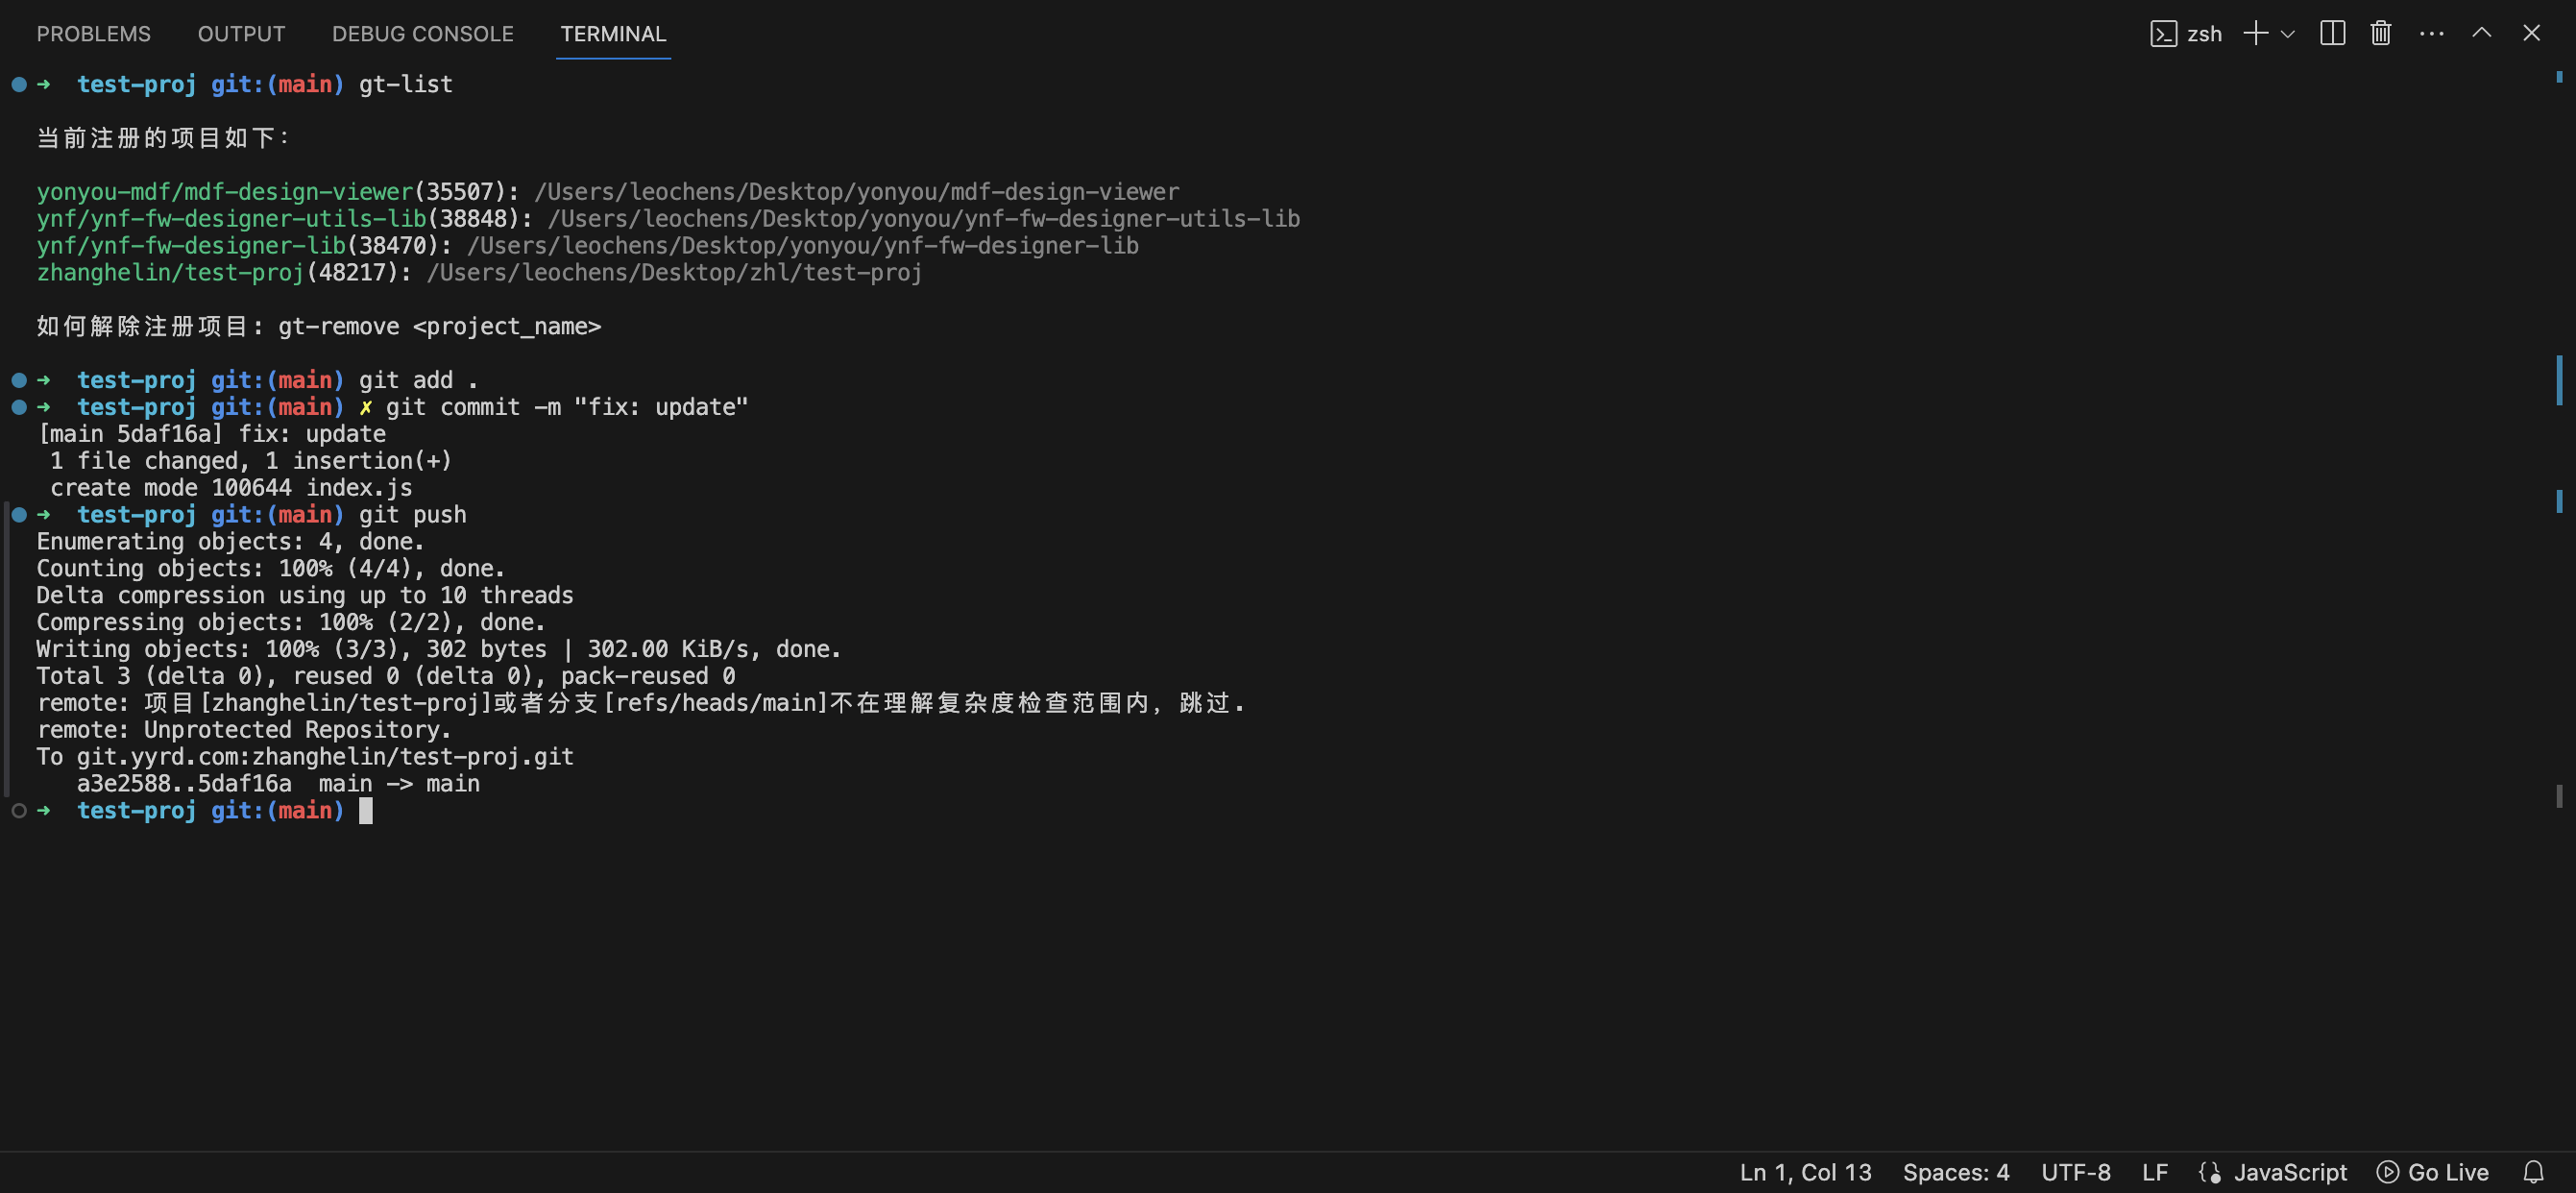 PROBLEMS OUTPUT DEBUG CONSOLE TERMINAL zsh
➜ test-proj git:(main) gt-list
当前注册的项目如下：
yonyou-mdf/mdf-design-viewer(35507): /Users/leochens/Desktop/yonyou/mdf-design-viewer
ynf/ynf-fw-designer-utils-lib(38848): /Users/leochens/Desktop/yonyou/ynf-fw-designer-utils-lib
ynf/ynf-fw-designer-lib(38470): /Users/leochens/Desktop/yonyou/ynf-fw-designer-lib
zhanghelin/test-proj(48217): /Users/leochens/Desktop/zhl/test-proj
如何解除注册项目: gt-remove <project_name>
➜ test-proj git:(main) git add .
➜ test-proj git:(main) ✗ git commit -m "fix: update"
[main 5daf16a] fix: update
1 file changed, 1 insertion(+)
create mode 100644 index.js
➜ test-proj git:(main) git push
Enumerating objects: 4, done.
Counting objects: 100% (4/4), done.
Delta compression using up to 10 threads
Compressing objects: 100% (2/2), done.
Writing objects: 100% (3/3), 302 bytes | 302.00 KiB/s, done.
Total 3 (delta 0), reused 0 (delta 0), pack-reused 0
remote: 项目[zhanghelin/test-proj]或者分支[refs/heads/main]不在理解复杂度检查范围内，跳过.
remote: Unprotected Repository.
To git.yyrd.com:zhanghelin/test-proj.git
a3e2588..5daf16a main -> main
➜ test-proj git:(main)
Ln 1, Col 13 Spaces: 4 UTF-8 LF JavaScript Go Live